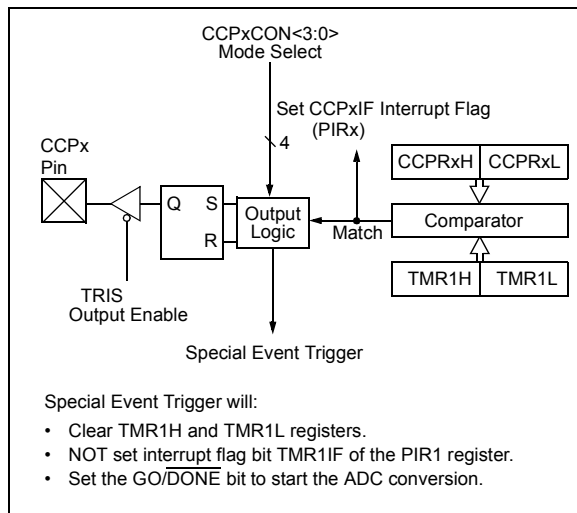 CCPxCON<3:0>
Mode Select
Set CCPxIF Interrupt Flag
(PIRx)
4
CCPx
Pin
CCPRxH CCPRxL
Q S
R
Output
Logic
Match
Comparator
TRIS
Output Enable
TMR1H TMR1L
Special Event Trigger
Special Event Trigger will:
• Clear TMR1H and TMR1L registers.
• NOT set interrupt flag bit TMR1IF of the PIR1 register.
• Set the GO/DONE bit to start the ADC conversion.